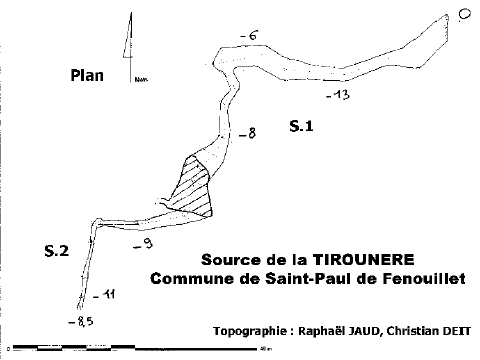 -6
0
Plan
Nm
-13
-8
S.1
S.2
-9
Source de la TIROUNERE
Commune de Saint-Paul de Fenouillet
-11
-8,5
Topographie : Raphaël JAUD, Christian DEIT
0
40 m